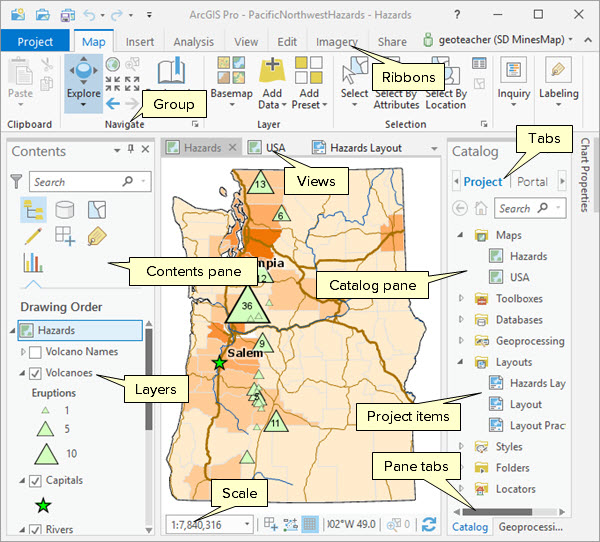 ArcGIS Pro - PacificNorthwestHazards - Hazards
Project Map Insert Analysis View Edit Imagery Share geoteacher (SD MinesMap)
Ribbons
Paste
Explore
Basemap
Add Data
Add Preset
Select
Select By Attributes
Select By Location
Inquiry
Labeling
Group
Clipboard Navigate Layer Selection
Contents
Search
Hazards
USA
Hazards Layout
Views
Catalog
Tabs
Project Portal
Search
Chart Properties
Contents pane
Catalog pane
Drawing Order
Hazards
Volcano Names
Volcanoes
Layers
Eruptions
1
5
10
Capitals
Rivers
13
6
mpia
12
36
9
Salem
5
11
Maps
Hazards
USA
Toolboxes
Databases
Geoprocessing
Layouts
Hazards Lay
Layout
Layout Prac
Project items
Styles
Folders
Locators
Pane tabs
Scale
1:7,840,316
)02°W 49.0
0
Catalog Geoprocessi...